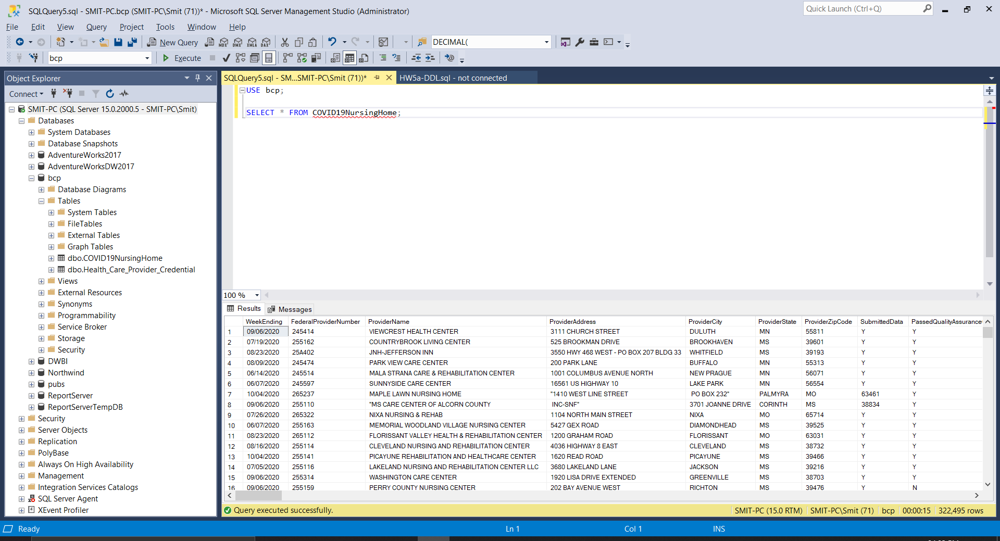 SQLQuery5.sql - SMIT-PC.bcp (SMIT-PC\Smit (71))* - Microsoft SQL Server Management Studio (Administrator)
Quick Launch (Ctrl+Q)
File Edit View Query Project Tools Window Help
New Query MDX DMX XMLA DAX DECIMAL(
bcp Execute
Object Explorer
SQLQuery5.sql - SM...SMIT-PC\Smit (71))* HW5a-DDL.sql - not connected
Connect
SMIT-PC (SQL Server 15.0.2000.5 - SMIT-PC\Smit)
Databases
System Databases
Database Snapshots
AdventureWorks2017
AdventureWorksDW2017
bcp
Database Diagrams
Tables
System Tables
FileTables
External Tables
Graph Tables
dbo.COVID19NursingHome
dbo.Health_Care_Provider_Credential
Views
External Resources
Synonyms
Programmability
Service Broker
Storage
Security
DWBI
Northwind
pubs
ReportServer
ReportServerTempDB
Security
Server Objects
Replication
PolyBase
Always On High Availability
Management
Integration Services Catalogs
SQL Server Agent
XEvent Profiler
USE bcp;
SELECT * FROM COVID19NursingHome;
100 %
Results Messages
WeekEnding FederalProviderNumber ProviderName ProviderAddress ProviderCity ProviderState ProviderZipCode SubmittedData PassedQualityAssurance
1 09/06/2020 245414 VIEWCREST HEALTH CENTER 3111 CHURCH STREET DULUTH MN 55811 Y Y
2 07/19/2020 255162 COUNTRYBROOK LIVING CENTER 525 BROOKMAN DRIVE BROOKHAVEN MS 39601 Y Y
3 08/23/2020 25A402 JNH-JEFFERSON INN 3550 HWY 468 WEST - PO BOX 207 BLDG 33 WHITFIELD MS 39193 Y Y
4 08/09/2020 245474 PARK VIEW CARE CENTER 200 PARK LANE BUFFALO MN 55313 Y Y
5 06/14/2020 245514 MALA STRANA CARE & REHABILITATION CENTER 1001 COLUMBUS AVENUE NORTH NEW PRAGUE MN 56071 Y Y
6 06/07/2020 245597 SUNNYSIDE CARE CENTER 16561 US HIGHWAY 10 LAKE PARK MN 56554 Y Y
7 10/04/2020 265237 MAPLE LAWN NURSING HOME "1410 WEST LINE STREET PO BOX 232" PALMYRA MO 63461 Y
8 09/06/2020 255110 "MS CARE CENTER OF ALCORN COUNTY INC-SNF" 3701 JOANNE DRIVE CORINTH MS 38834 Y
9 07/26/2020 265322 NIXA NURSING & REHAB 1104 NORTH MAIN STREET NIXA MO 65714 Y Y
10 06/07/2020 255163 MEMORIAL WOODLAND VILLAGE NURSING CENTER 5427 GEX ROAD DIAMONDHEAD MS 39525 Y Y
11 08/23/2020 265112 FLORISSANT VALLEY HEALTH & REHABILITATION CENTER 1200 GRAHAM ROAD FLORISSANT MO 63031 Y Y
12 08/16/2020 255114 CLEVELAND NURSING AND REHABILITATION CENTER 4036 HIGHWAY 8 EAST CLEVELAND MS 38732 Y Y
13 10/04/2020 255141 PICAYUNE REHABILITATION AND HEALTHCARE CENTER 1620 READ ROAD PICAYUNE MS 39466 Y Y
14 07/05/2020 255116 LAKELAND NURSING AND REHABILITATION CENTER LLC 3680 LAKELAND LANE JACKSON MS 39216 Y Y
15 09/06/2020 255314 WASHINGTON CARE CENTER 1920 LISA DRIVE EXTENDED GREENVILLE MS 38703 Y Y
16 09/06/2020 255159 PERRY COUNTY NURSING CENTER 202 BAY AVENUE WEST RICHTON MS 39476 Y N
Query executed successfully. SMIT-PC (15.0 RTM) SMIT-PC\Smit (71) bcp 00:00:15 322,495 rows
Ready Ln 1 Col 1 INS